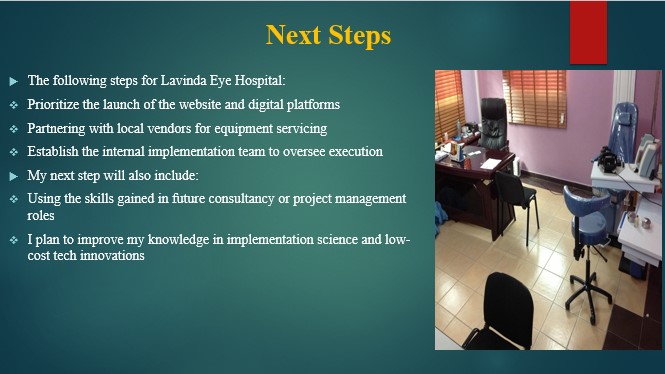 Next Steps
The following steps for Lavinda Eye Hospital:
Prioritize the launch of the website and digital platforms
Partnering with local vendors for equipment servicing
Establish the internal implementation team to oversee execution
My next step will also include:
Using the skills gained in future consultancy or project management
roles
I plan to improve my knowledge in implementation science and low-
cost tech innovations